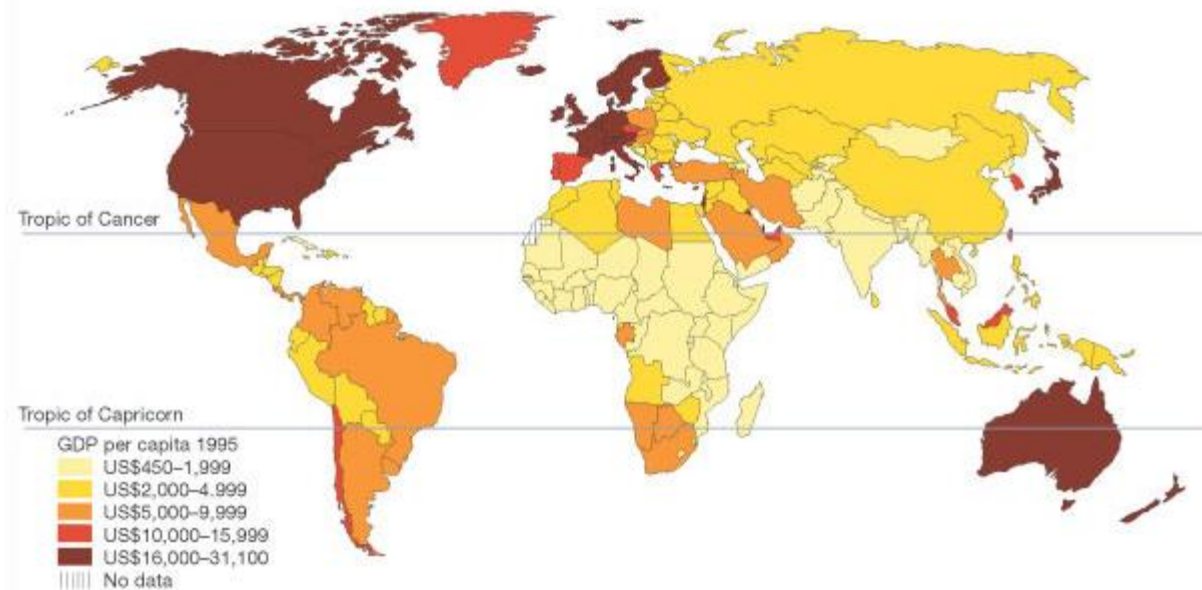 Tropic of Cancer
Tropic of Capricorn
GDP per capita 1995
US$450–1,999
US$2,000–4.999
US$5,000–9,999
US$10,000–15,999
US$16,000–31,100
No data